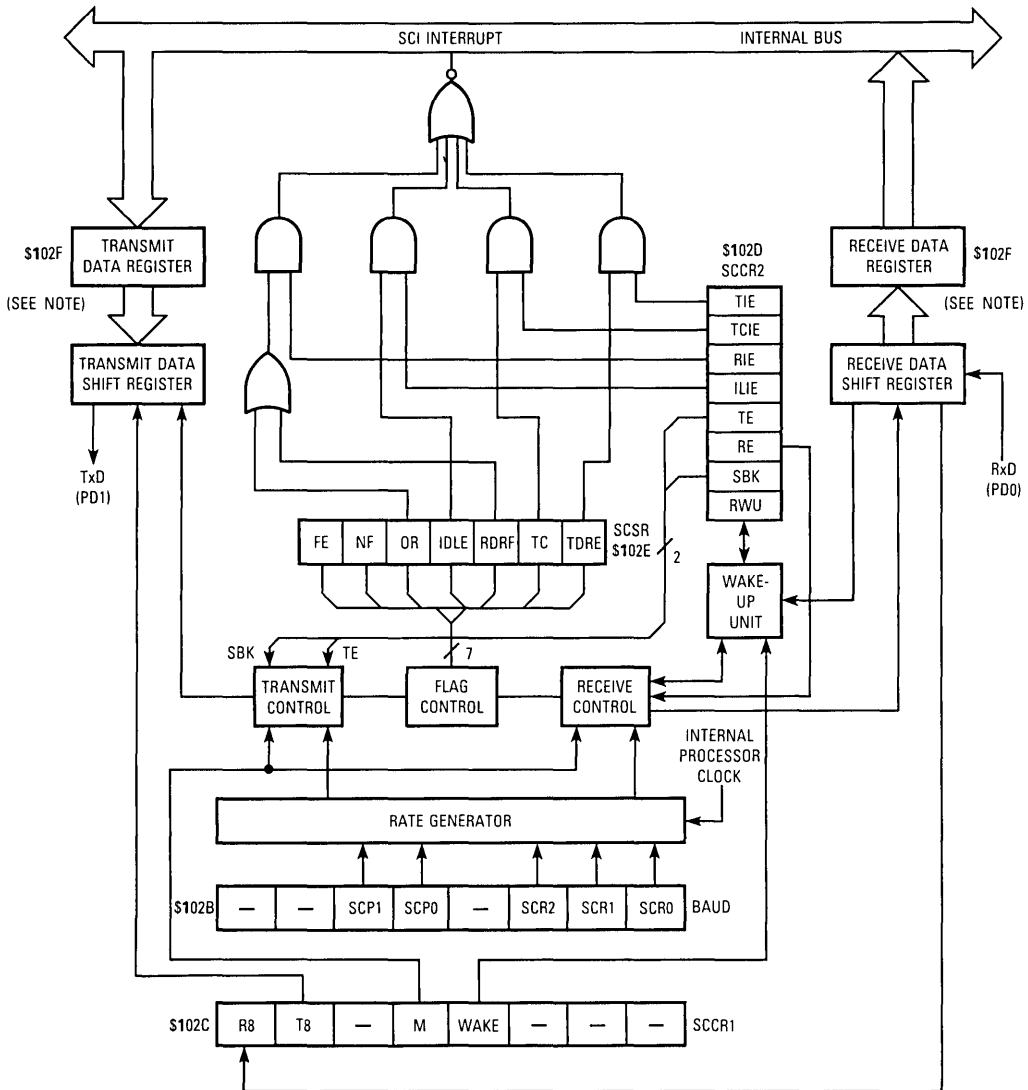 SCI INTERRUPT
INTERNAL BUS
$102F
TRANSMIT
DATA REGISTER
(SEE NOTE)
TRANSMIT DATA
SHIFT REGISTER
TxD
(PD1)
$102D
SCCR2
TIE
TCIE
RIE
ILIE
TE
RE
SBK
RWU
RECEIVE DATA
REGISTER
$102F
(SEE NOTE)
RECEIVE DATA
SHIFT REGISTER
RxD
(PD0)
FE NF OR IDLE RDRF TC TDRE
SCSR
$102E
2
WAKE-
UP
UNIT
SBK
TE
7
TRANSMIT
CONTROL
FLAG
CONTROL
RECEIVE
CONTROL
INTERNAL
PROCESSOR
CLOCK
RATE GENERATOR
$102B — — SCP1 SCP0 — SCR2 SCR1 SCR0 BAUD
$102C R8 T8 — M WAKE — — — SCCR1